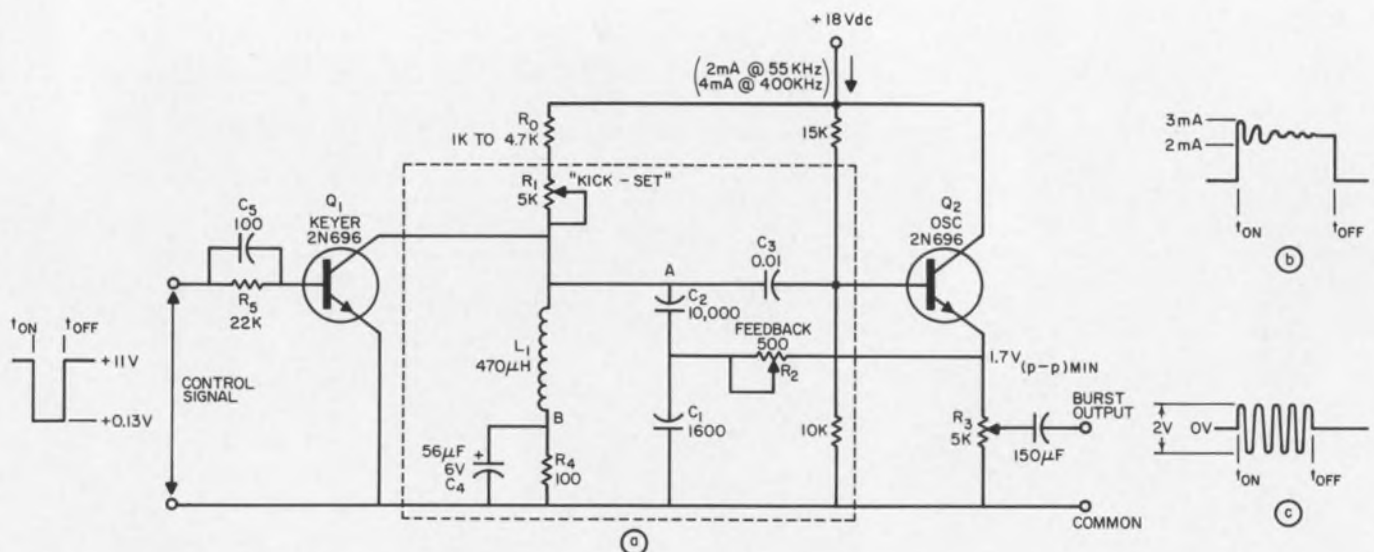 +18Vdc
(2mA @ 55KHz
4mA @ 400KHz)
R0
1K TO 4.7K
15K
R1
5K
"KICK-SET"
C5
100
Q1
KEYER
2N696
R5
22K
tON
tOFF
+11V
+0.13V
CONTROL
SIGNAL
L1
470μH
B
56μF
6V
C4
R4
100
A
C2
10,000
C3
0.01
FEEDBACK
500
R2
C1
1600
10K
Q2
OSC
2N696
1.7V(p-p)MIN
R3
5K
BURST
OUTPUT
150μF
COMMON
a
3mA
2mA
tON
tOFF
b
2V
0V
tON
tOFF
c